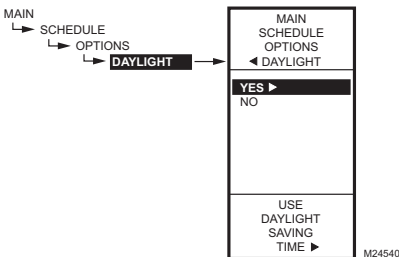 MAIN
SCHEDULE
OPTIONS
DAYLIGHT
MAIN
SCHEDULE
OPTIONS
◀ DAYLIGHT
YES ▶
NO
USE
DAYLIGHT
SAVING
TIME ▶
M24540